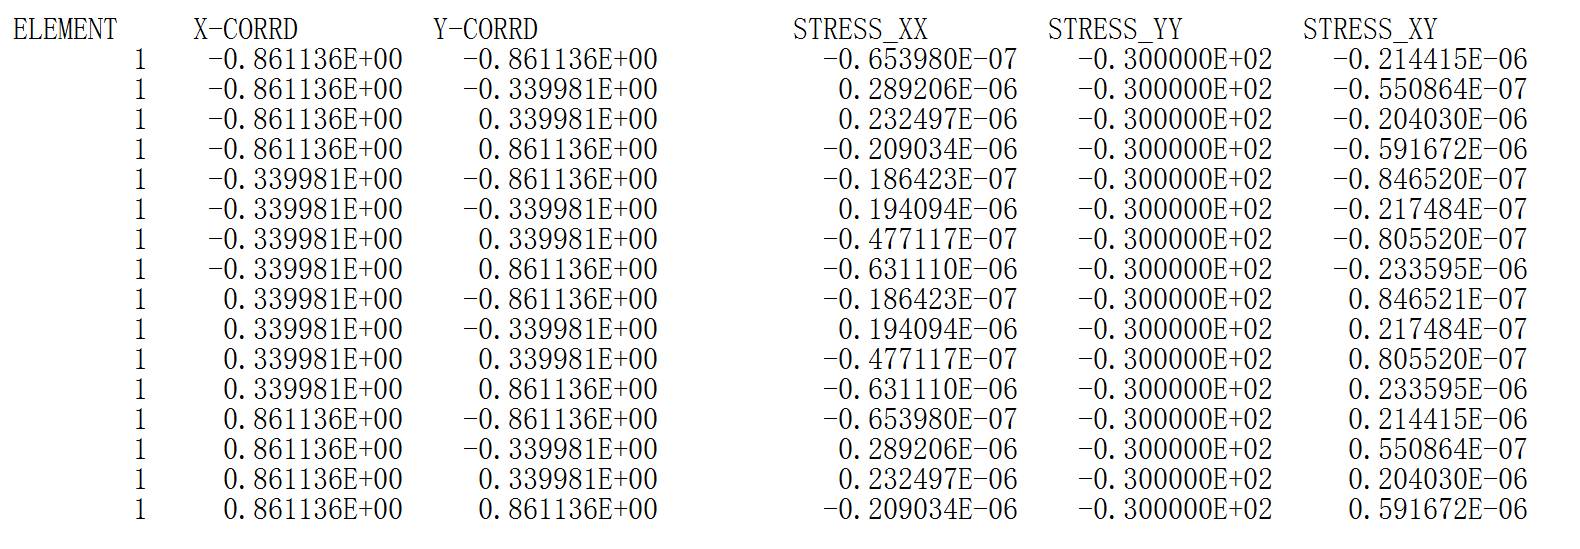 ELEMENT X-CORRD Y-CORRD STRESS_XX STRESS_YY STRESS_XY
1 -0.861136E+00 -0.861136E+00 -0.653980E-07 -0.300000E+02 -0.214415E-06
1 -0.861136E+00 -0.339981E+00 0.289206E-06 -0.300000E+02 -0.550864E-07
1 -0.861136E+00 0.339981E+00 0.232497E-06 -0.300000E+02 -0.204030E-06
1 -0.861136E+00 0.861136E+00 -0.209034E-06 -0.300000E+02 -0.591672E-06
1 -0.339981E+00 -0.861136E+00 -0.186423E-07 -0.300000E+02 -0.846520E-07
1 -0.339981E+00 -0.339981E+00 0.194094E-06 -0.300000E+02 -0.217484E-07
1 -0.339981E+00 0.339981E+00 -0.477117E-07 -0.300000E+02 -0.805520E-07
1 -0.339981E+00 0.861136E+00 -0.631110E-06 -0.300000E+02 -0.233595E-06
1 0.339981E+00 -0.861136E+00 -0.186423E-07 -0.300000E+02 0.846521E-07
1 0.339981E+00 -0.339981E+00 0.194094E-06 -0.300000E+02 0.217484E-07
1 0.339981E+00 0.339981E+00 -0.477117E-07 -0.300000E+02 0.805520E-07
1 0.339981E+00 0.861136E+00 -0.631110E-06 -0.300000E+02 0.233595E-06
1 0.861136E+00 -0.861136E+00 -0.653980E-07 -0.300000E+02 0.214415E-06
1 0.861136E+00 -0.339981E+00 0.289206E-06 -0.300000E+02 0.550864E-07
1 0.861136E+00 0.339981E+00 0.232497E-06 -0.300000E+02 0.204030E-06
1 0.861136E+00 0.861136E+00 -0.209034E-06 -0.300000E+02 0.591672E-06